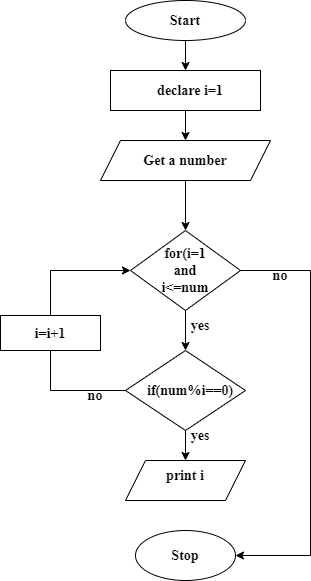 Start
declare i=1
Get a number
for(i=1
and
i<=num
no
i=i+1
yes
if(num%i==0)
no
yes
print i
Stop